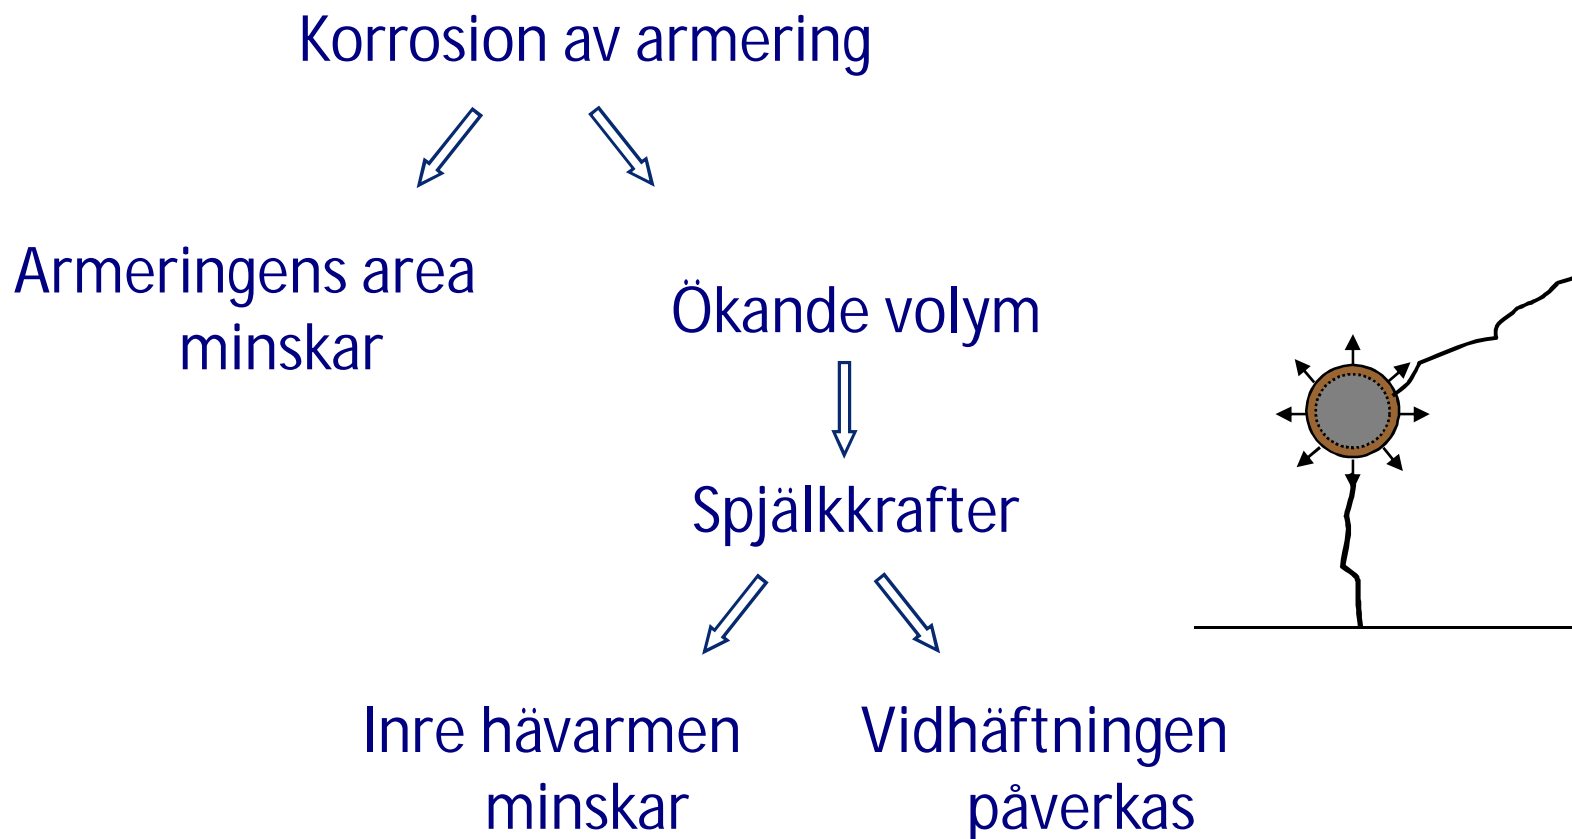 Korrosion av armering
Armeringens area
minskar
Ökande volym
Spjälkkrafter
Inre hävarmen
minskar
Vidhäftningen
påverkas